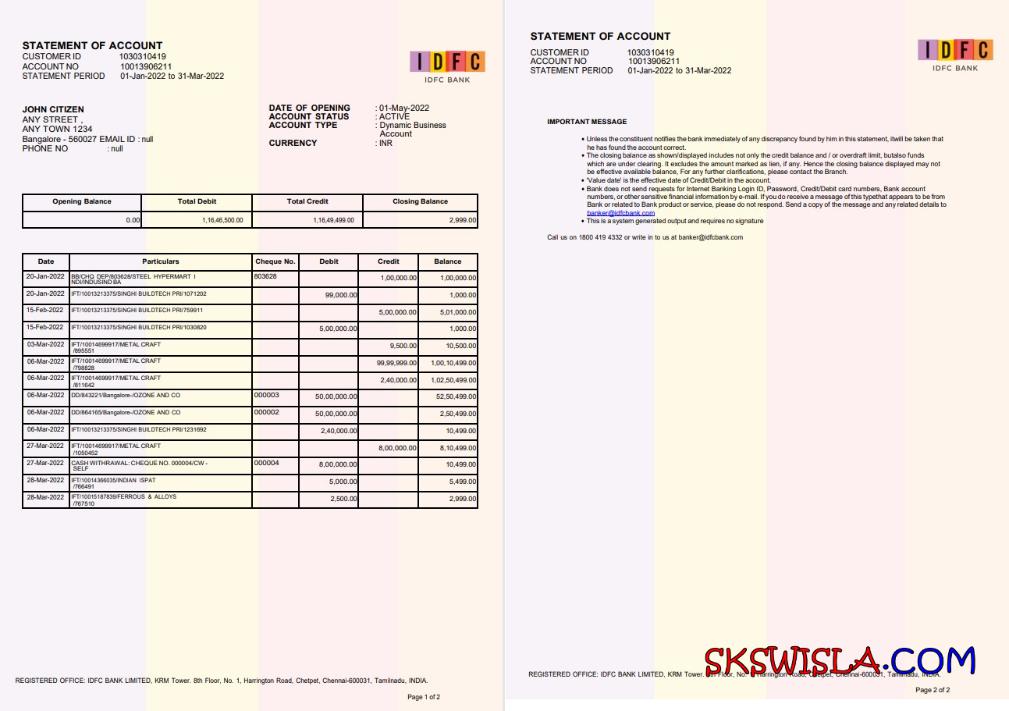 STATEMENT OF ACCOUNT
CUSTOMER ID 1030310419
ACCOUNT NO 10013906211
STATEMENT PERIOD 01-Jan-2022 to 31-Mar-2022
IDFC
IDFC BANK
JOHN CITIZEN
ANY STREET ,
ANY TOWN 1234
Bangalore - 560027 EMAIL ID : null
PHONE NO : null
DATE OF OPENING : 01-May-2022
ACCOUNT STATUS : ACTIVE
ACCOUNT TYPE : Dynamic Business
Account
CURRENCY : INR
Opening Balance Total Debit Total Credit Closing Balance
0.00 1,16,46,500.00 1,16,49,499.00 2,999.00
Date Particulars Cheque No. Debit Credit Balance
20-Jan-2022 BB/CHQ DEP/803628/STEEL HYPERMART I 803628 1,00,000.00 1,00,000.00
NDI/INDUSIND BA
20-Jan-2022 IFT/10013213375/SINGHI BUILDTECH PRI/1071202 99,000.00 1,000.00
15-Feb-2022 IFT/10013213375/SINGHI BUILDTECH PRI/759911 5,00,000.00 5,01,000.00
15-Feb-2022 IFT/10013213375/SINGHI BUILDTECH PRI/1030820 5,00,000.00 1,000.00
03-Mar-2022 IFT/10014699917/METAL CRAFT 9,500.00 10,500.00
/895551
06-Mar-2022 IFT/10014699917/METAL CRAFT 99,99,999.00 1,00,10,499.00
/798828
06-Mar-2022 IFT/10014699917/METAL CRAFT 2,40,000.00 1,02,50,499.00
/811642
06-Mar-2022 DD/843221/Bangalore-/OZONE AND CO 000003 50,00,000.00 52,50,499.00
06-Mar-2022 DD/864165/Bangalore-/OZONE AND CO 000002 50,00,000.00 2,50,499.00
06-Mar-2022 IFT/10013213375/SINGHI BUILDTECH PRI/1231692 2,40,000.00 10,499.00
27-Mar-2022 IFT/10014699917/METAL CRAFT 8,00,000.00 8,10,499.00
/1050452
27-Mar-2022 CASH WITHRAWAL: CHEQUE NO. 000004/CW - 000004 8,00,000.00 10,499.00
SELF
28-Mar-2022 IFT/10014366035/INDIAN ISPAT 5,000.00 5,499.00
/766491
28-Mar-2022 IFT/10015187839/FERROUS & ALLOYS 2,500.00 2,999.00
/767510
REGISTERED OFFICE: IDFC BANK LIMITED, KRM Tower. 8th Floor, No. 1, Harrington Road, Chetpet, Chennai-600031, Tamilnadu, INDIA.
Page 1 of 2
STATEMENT OF ACCOUNT
CUSTOMER ID 1030310419
ACCOUNT NO 10013906211
STATEMENT PERIOD 01-Jan-2022 to 31-Mar-2022
IDFC
IDFC BANK
IMPORTANT MESSAGE
• Unless the constituent notifies the bank immediately of any discrepancy found by him in this statement, itwill be taken that
he has found the account correct.
• The closing balance as shown/displayed includes not only the credit balance and / or overdraft limit, butalso funds
which are under clearing. It excludes the amount marked as lien, if any. Hence the closing balance displayed may not
be effective available balance, For any further clarifications, please contact the Branch.
• 'Value date' is the effective date of Credit/Debit in the account.
• Bank does not send requests for Internet Banking Login ID, Password, Credit/Debit card numbers, Bank account
numbers, or other sensitive financial information by e-mail. If you do receive a message of this typethat appears to be from
Bank or related to Bank product or service, please do not respond. Send a copy of the message and any related details to
banker@idfcbank.com
• This is a system generated output and requires no signature
Call us on 1800 419 4332 or write in to us at banker@idfcbank.com
SKSWISLA.COM
REGISTERED OFFICE: IDFC BANK LIMITED, KRM Tower. 8th Floor, No. 1, Harrington Road, Chetpet, Chennai-600031, Tamilnadu, INDIA.
Page 2 of 2